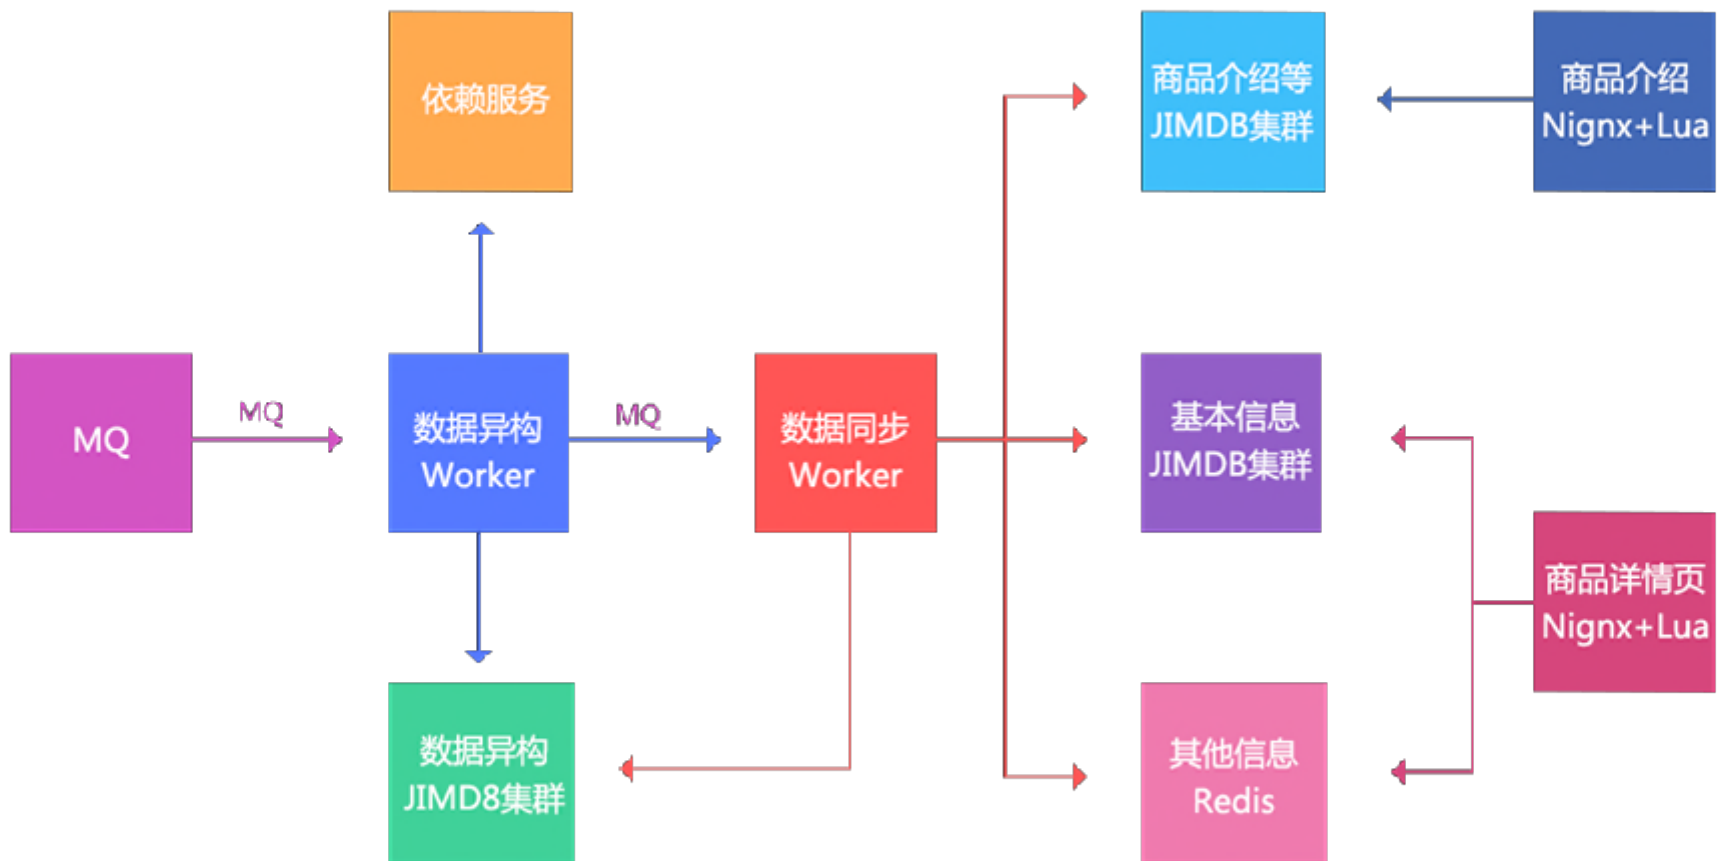 依赖服务
商品介绍等
JIMDB集群
商品介绍
Nignx+Lua
MQ
MQ
数据异构
Worker
MQ
数据同步
Worker
基本信息
JIMDB集群
商品详情页
Nignx+Lua
数据异构
JIMD8集群
其他信息
Redis